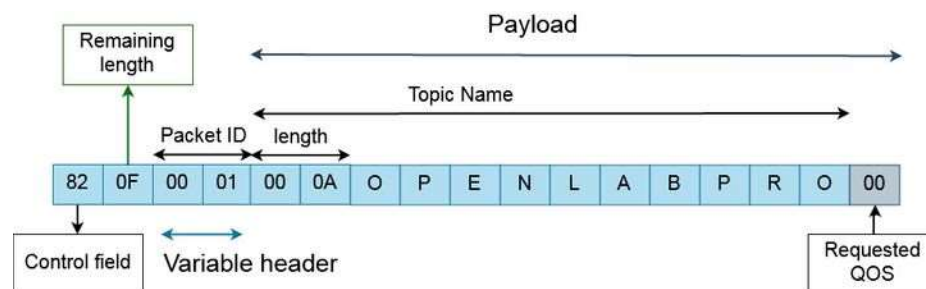 Remaining
length
Payload
Topic Name
Packet ID
length
82 0F 00 01 00 0A O P E N L A B P R O 00
Control field
Variable header
Requested
QOS